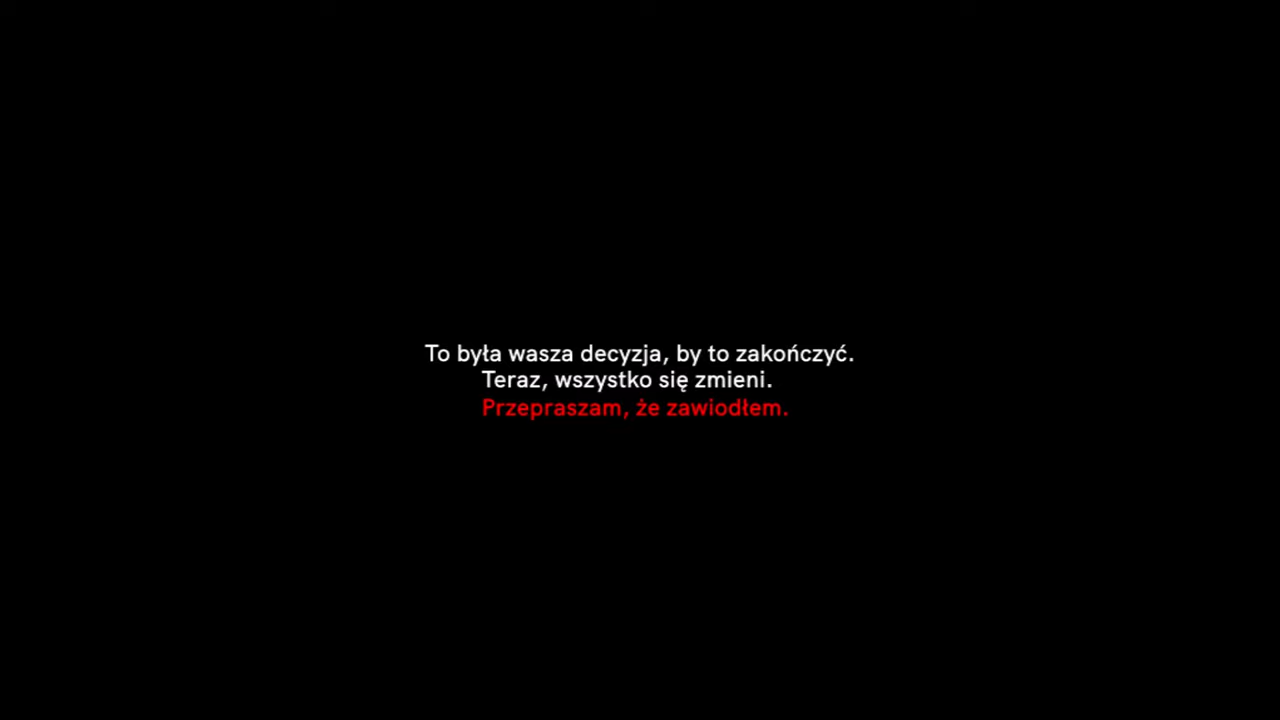 To była wasza decyzja, by to zakończyć.
Teraz, wszystko się zmieni.
Przepraszam, że zawiodłem.